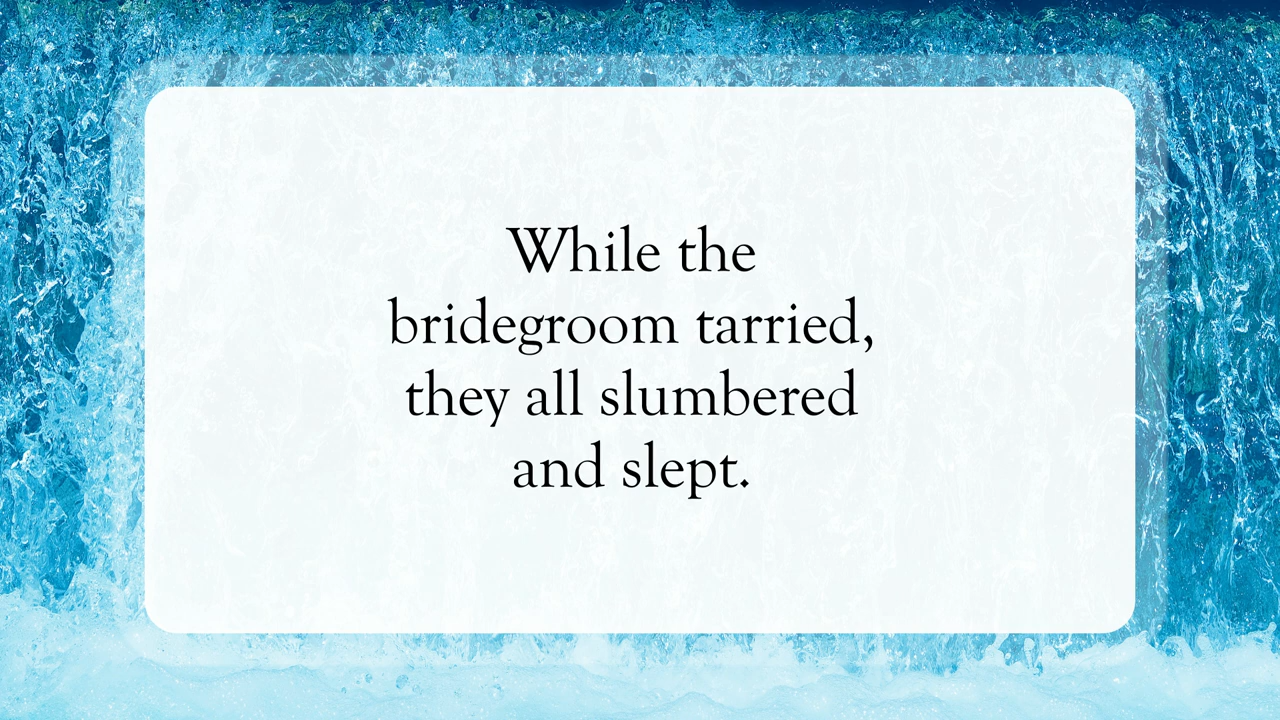 While the
bridegroom tarried,
they all slumbered
and slept.